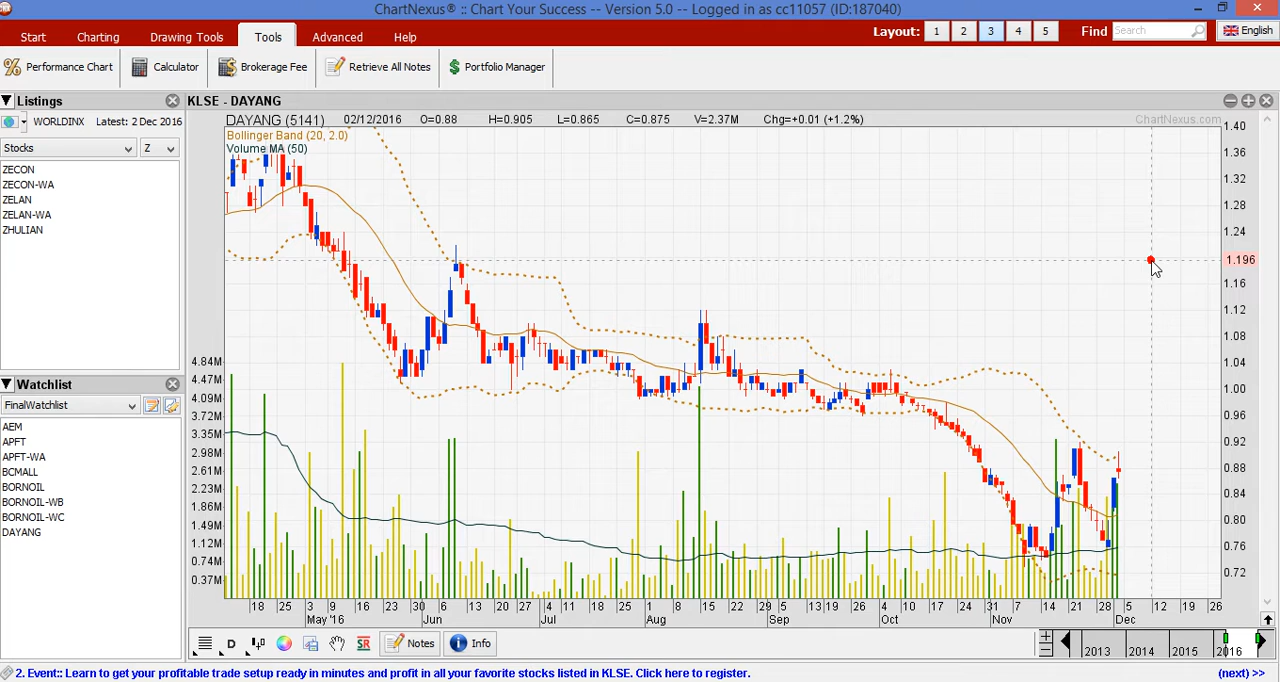 ChartNexus® :: Chart Your Success -- Version 5.0 -- Logged in as cc11057 (ID:187040)
Start Charting Drawing Tools Tools Advanced Help Layout: 1 2 3 4 5 Find Search English
Performance Chart Calculator Brokerage Fee Retrieve All Notes $ Portfolio Manager
Listings
WORLDINX Latest: 2 Dec 2016
Stocks Z
ZECON
ZECON-WA
ZELAN
ZELAN-WA
ZHULIAN
Watchlist
FinalWatchlist
AEM
APFT
APFT-WA
BCMALL
BORNOIL
BORNOIL-WB
BORNOIL-WC
DAYANG
KLSE - DAYANG
DAYANG (5141) 02/12/2016 O=0.88 H=0.905 L=0.865 C=0.875 V=2.37M Chg=+0.01 (+1.2%) ChartNexus.com
Bollinger Band (20, 2.0)
Volume MA (50)
1.40
1.36
1.32
1.28
1.24
1.196
1.16
1.12
1.08
1.04
1.00
0.96
0.92
0.88
0.84
0.80
0.76
0.72
4.84M
4.47M
4.09M
3.72M
3.35M
2.98M
2.61M
2.23M
1.86M
1.49M
1.12M
0.74M
0.37M
18 25 3 9 16 23 30 6 13 20 27 4 11 18 25 1 8 15 22 29 5 13 19 26 4 10 17 24 31 7 14 21 28 5 12 19 26
May '16 Jun Jul Aug Sep Oct Nov Dec
D SR Notes Info 2013 2014 2015 2016
2. Event:: Learn to get your profitable trade setup ready in minutes and profit in all your favorite stocks listed in KLSE. Click here to register. (next) >>